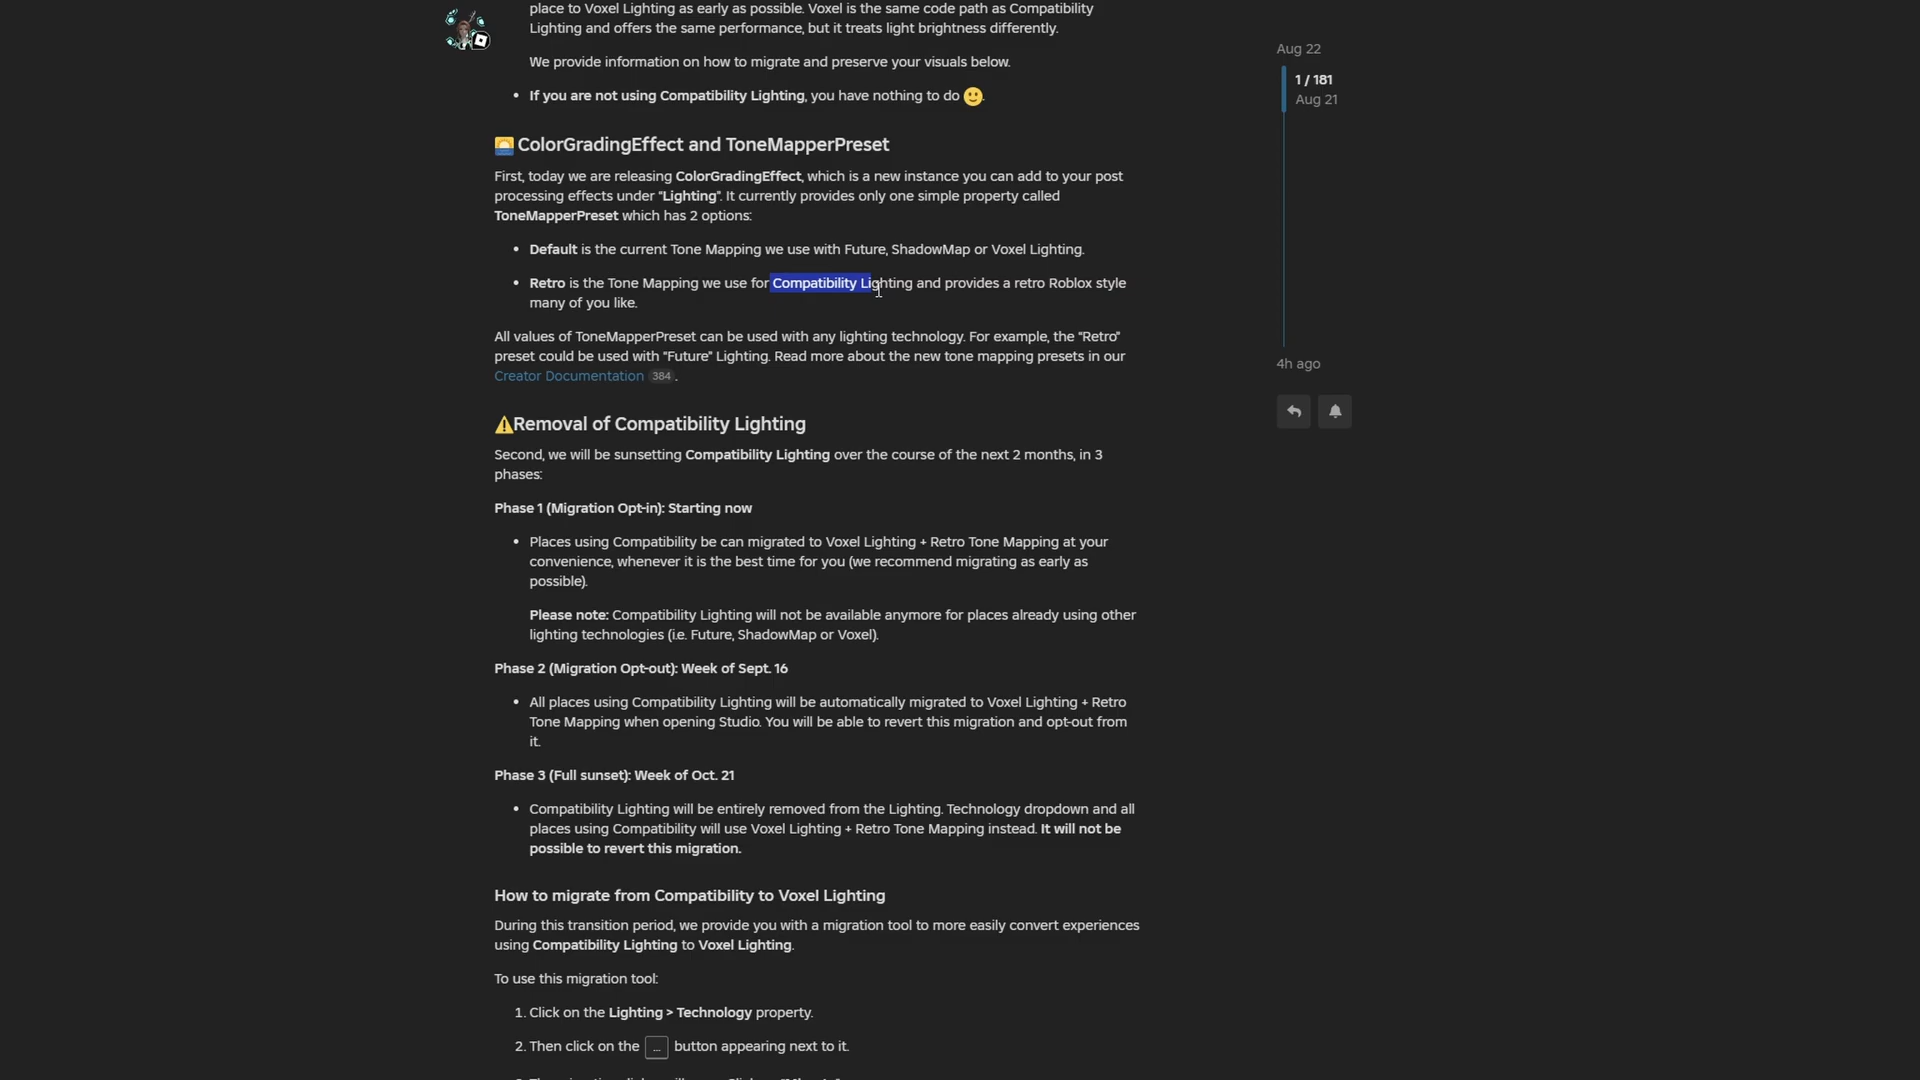 place to Voxel Lighting as early as possible. Voxel is the same code path as Compatibility
Lighting and offers the same performance, but it treats light brightness differently.
We provide information on how to migrate and preserve your visuals below.
• If you are not using Compatibility Lighting, you have nothing to do 🙂.
ColorGradingEffect and ToneMapperPreset
First, today we are releasing ColorGradingEffect, which is a new instance you can add to your post
processing effects under "Lighting". It currently provides only one simple property called
ToneMapperPreset which has 2 options:
• Default is the current Tone Mapping we use with Future, ShadowMap or Voxel Lighting.
• Retro is the Tone Mapping we use for Compatibility Lighting and provides a retro Roblox style
many of you like.
All values of ToneMapperPreset can be used with any lighting technology. For example, the "Retro"
preset could be used with "Future" Lighting. Read more about the new tone mapping presets in our
Creator Documentation 384 .
⚠️Removal of Compatibility Lighting
Second, we will be sunsetting Compatibility Lighting over the course of the next 2 months, in 3
phases:
Phase 1 (Migration Opt-in): Starting now
• Places using Compatibility be can migrated to Voxel Lighting + Retro Tone Mapping at your
convenience, whenever it is the best time for you (we recommend migrating as early as
possible).
Please note: Compatibility Lighting will not be available anymore for places already using other
lighting technologies (i.e. Future, ShadowMap or Voxel).
Phase 2 (Migration Opt-out): Week of Sept. 16
• All places using Compatibility Lighting will be automatically migrated to Voxel Lighting + Retro
Tone Mapping when opening Studio. You will be able to revert this migration and opt-out from
it.
Phase 3 (Full sunset): Week of Oct. 21
• Compatibility Lighting will be entirely removed from the Lighting. Technology dropdown and all
places using Compatibility will use Voxel Lighting + Retro Tone Mapping instead. It will not be
possible to revert this migration.
How to migrate from Compatibility to Voxel Lighting
During this transition period, we provide you with a migration tool to more easily convert experiences
using Compatibility Lighting to Voxel Lighting.
To use this migration tool:
1. Click on the Lighting > Technology property.
2. Then click on the ... button appearing next to it.
Aug 22
1 / 181
Aug 21
4h ago